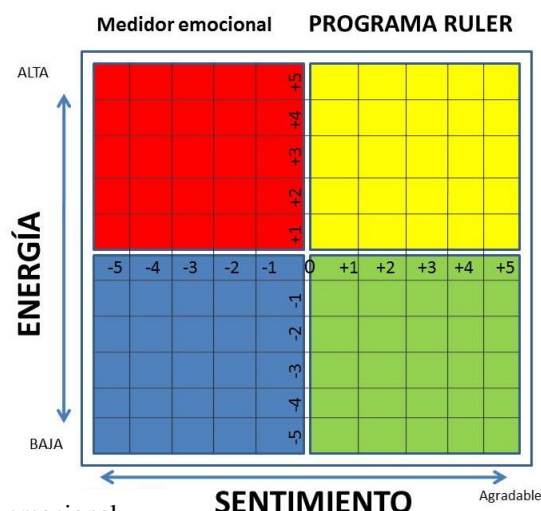 Medidor emocional PROGRAMA RULER
ALTA
+5
+4
+3
+2
+1
ENERGÍA
-5 -4 -3 -2 -1 0 +1 +2 +3 +4 +5
-1
-2
-3
-4
-5
BAJA
Agradable
SENTIMIENTO
emocional